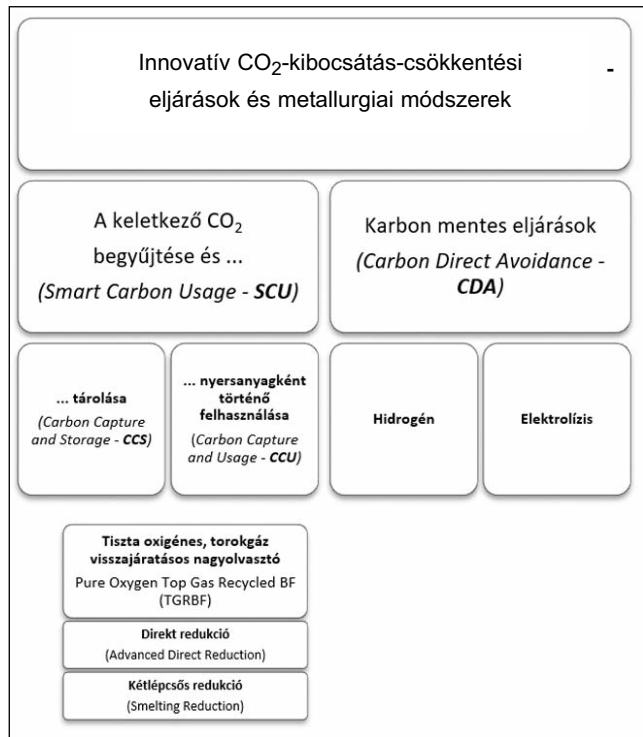 Innovatív CO₂-kibocsátás-csökkentési -
eljárások és metallurgiai módszerek
A keletkező CO₂
begyűjtése és ...
(Smart Carbon Usage - SCU)
Karbon mentes eljárások
(Carbon Direct Avoidance -
CDA)
... tárolása
(Carbon Capture
and Storage - CCS)
... nyersanyagként
történő
felhasználása
(Carbon Capture
and Usage - CCU)
Hidrogén
Elektrolízis
Tiszta oxigénes, torokgáz
visszajáratásos nagyolvasztó
Pure Oxygen Top Gas Recycled BF
(TGRBF)
Direkt redukció
(Advanced Direct Reduction)
Kétlépcsős redukció
(Smelting Reduction)